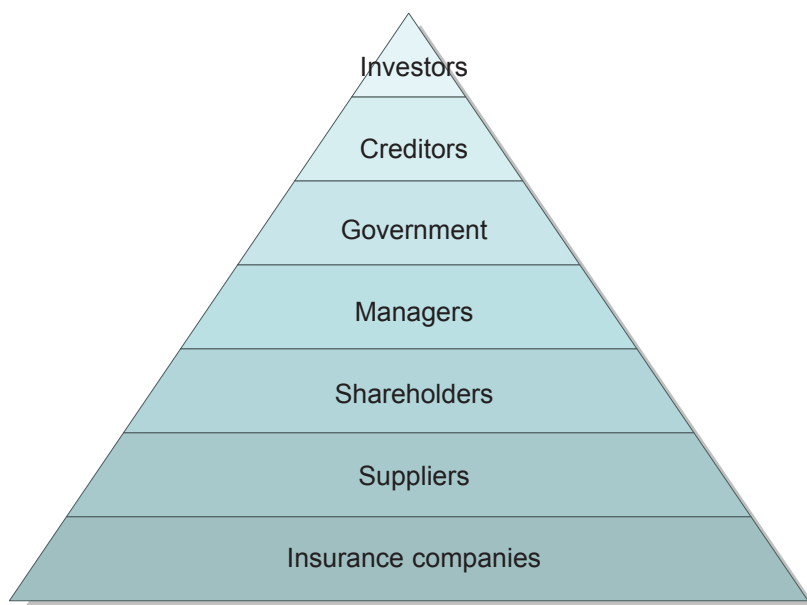 Investors
Creditors
Government
Managers
Shareholders
Suppliers
Insurance companies